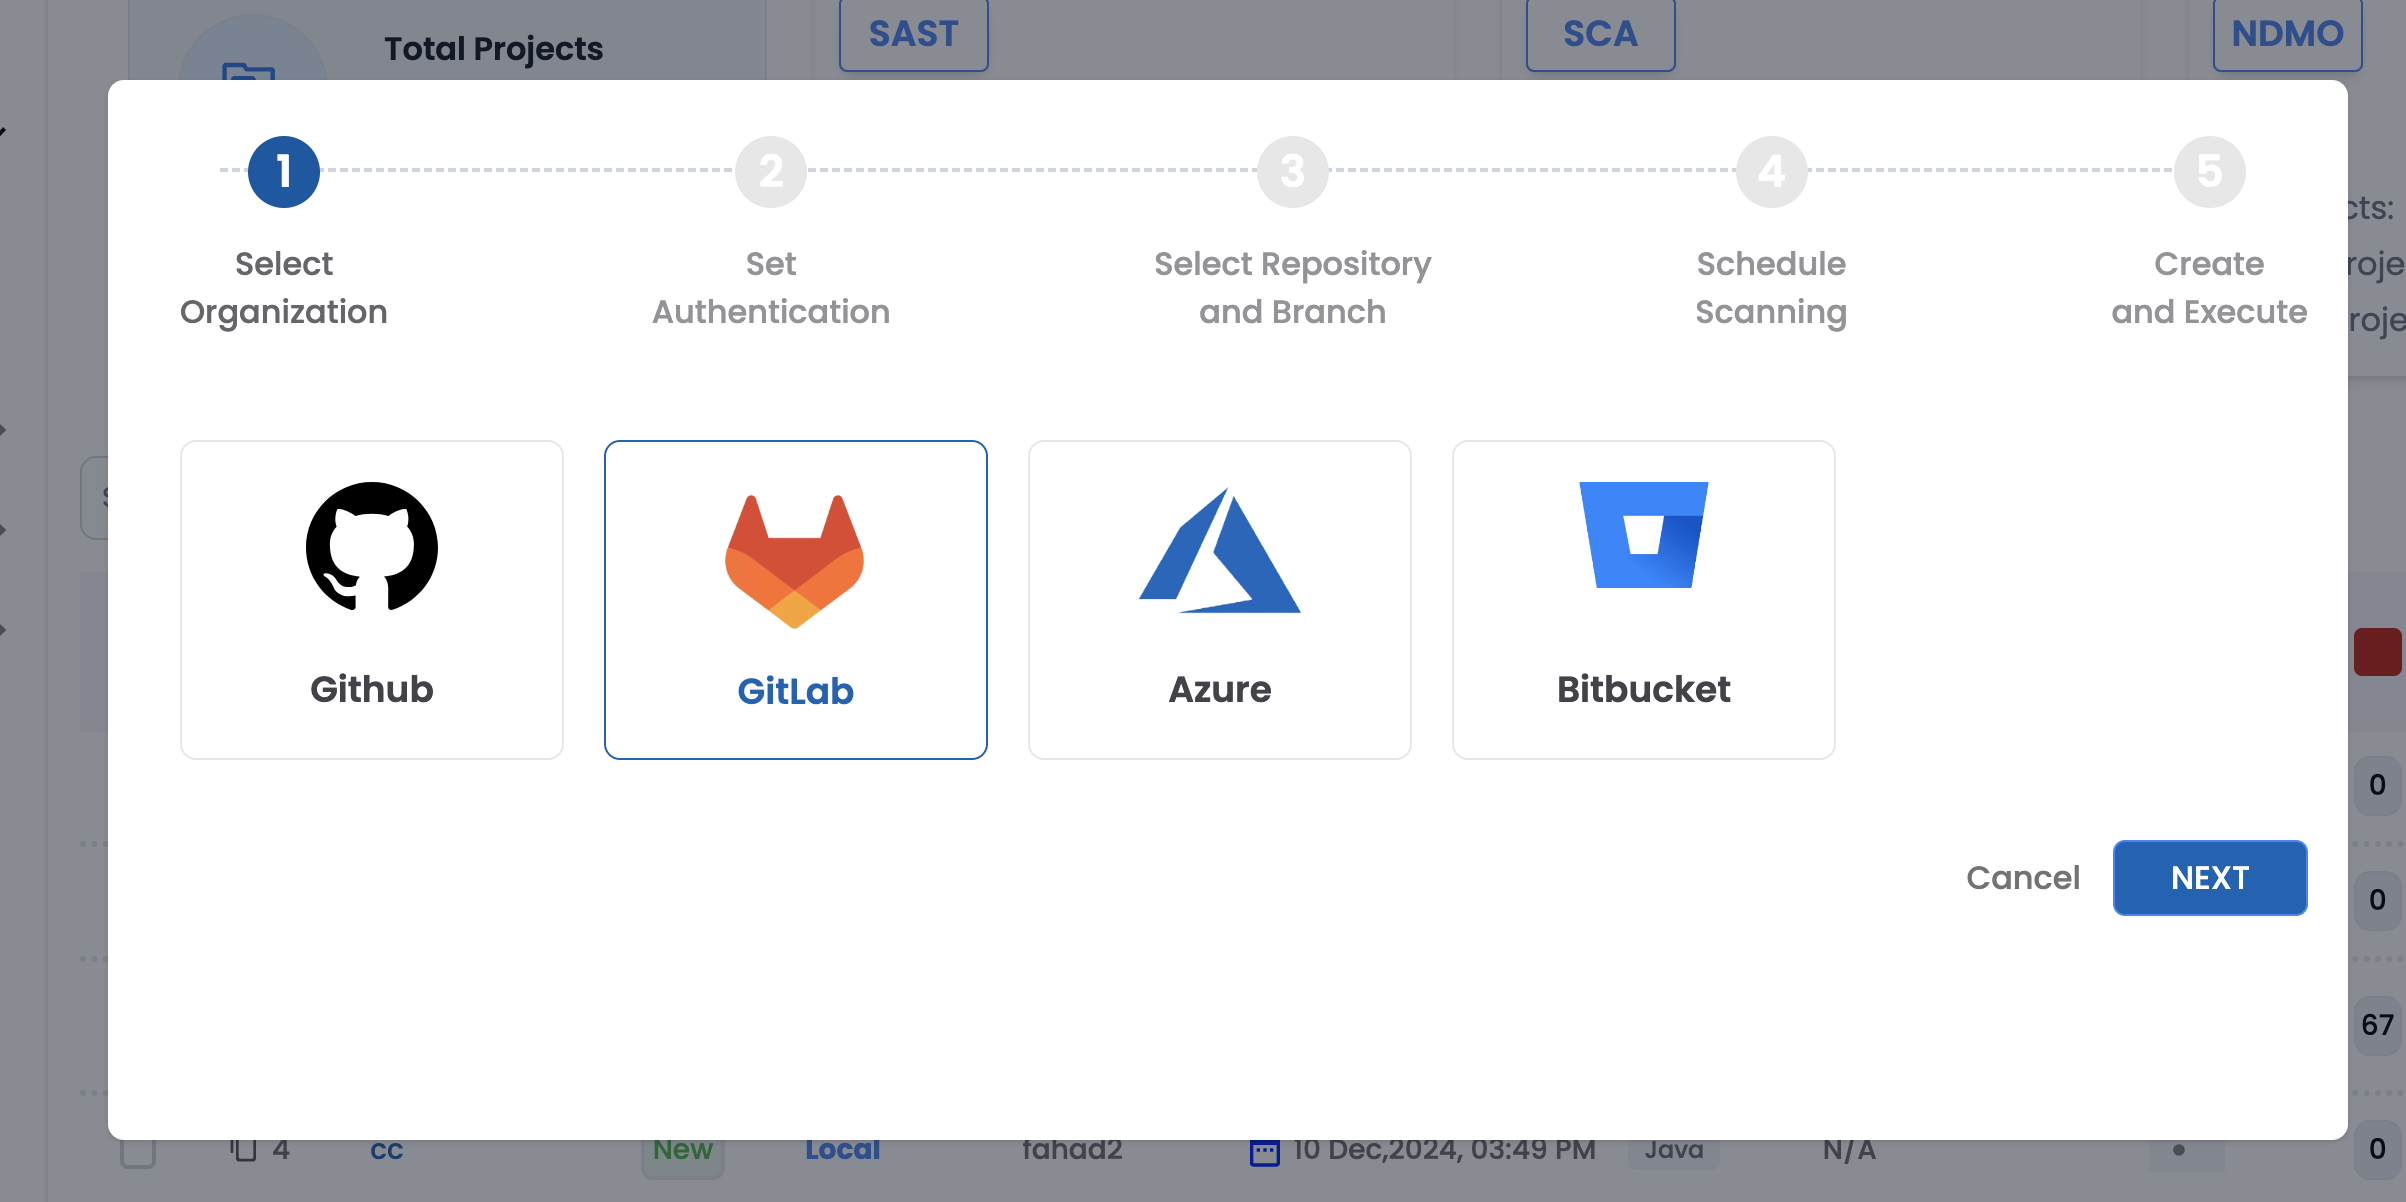 Total Projects
SAST
SCA
NDMO
1
2
3
4
5
Select
Organization
Set
Authentication
Select Repository
and Branch
Schedule
Scanning
Create
and Execute
cts:
roje
roje
Github
GitLab
Azure
Bitbucket
0
Cancel
NEXT
0
67
4 cc New Local fahad2 10 Dec,2024, 03:49 PM Java N/A 0